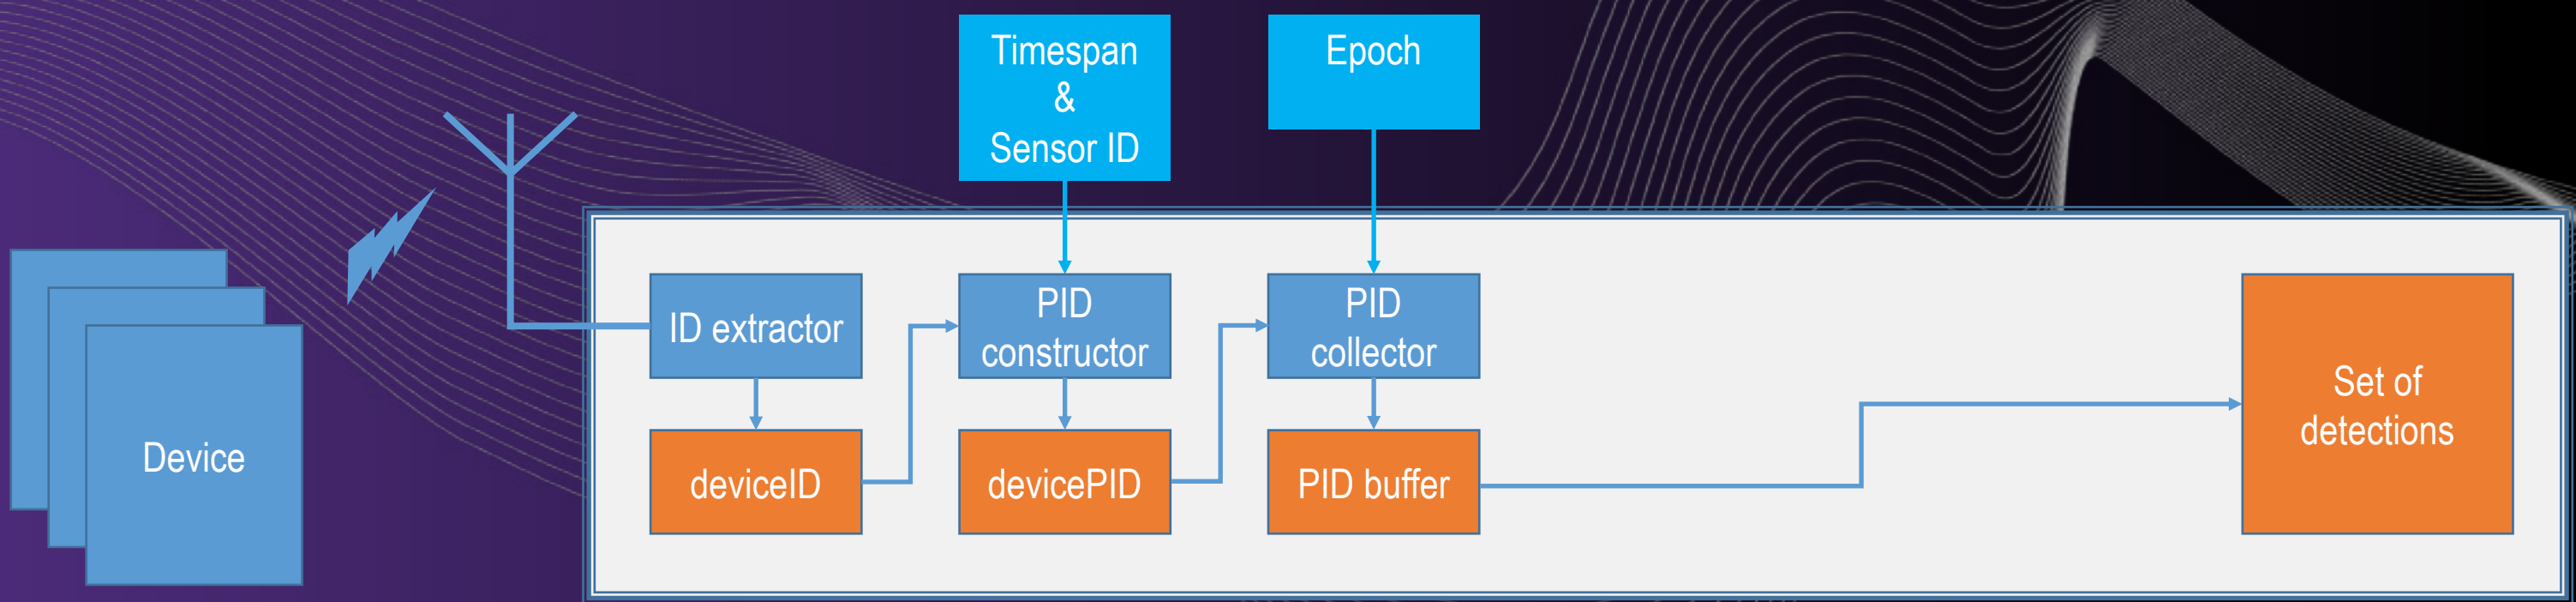 Timespan
&
Sensor ID
Epoch
Device
ID extractor
PID
constructor
PID
collector
deviceID
devicePID
PID buffer
Set of
detections